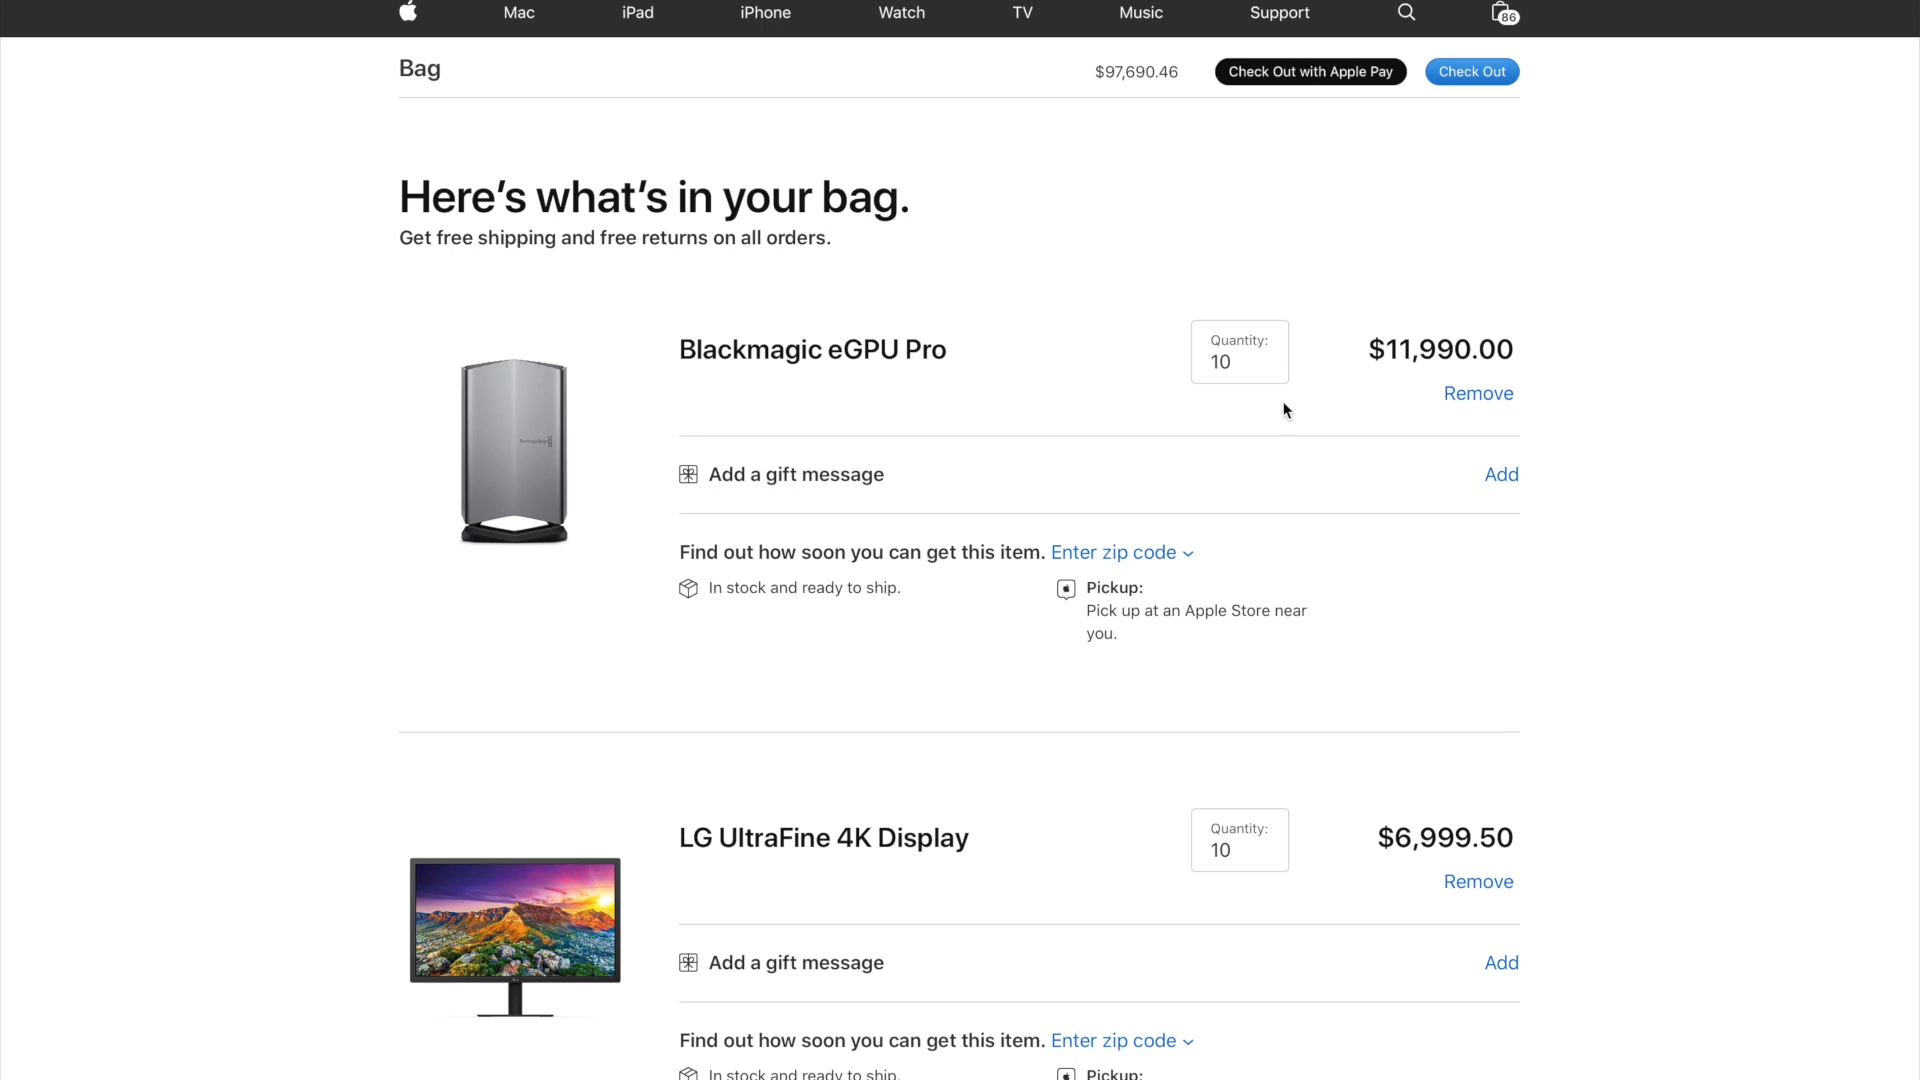 Mac iPad iPhone Watch TV Music Support 86
Bag $97,690.46 Check Out with Apple Pay Check Out
Here's what's in your bag.
Get free shipping and free returns on all orders.
Blackmagic eGPU Pro Quantity: 10 $11,990.00
Remove
Add a gift message Add
Find out how soon you can get this item. Enter zip code
In stock and ready to ship. Pickup:
Pick up at an Apple Store near
you.
LG UltraFine 4K Display Quantity: 10 $6,999.50
Remove
Add a gift message Add
Find out how soon you can get this item. Enter zip code
In stock and ready to ship. Pickup: